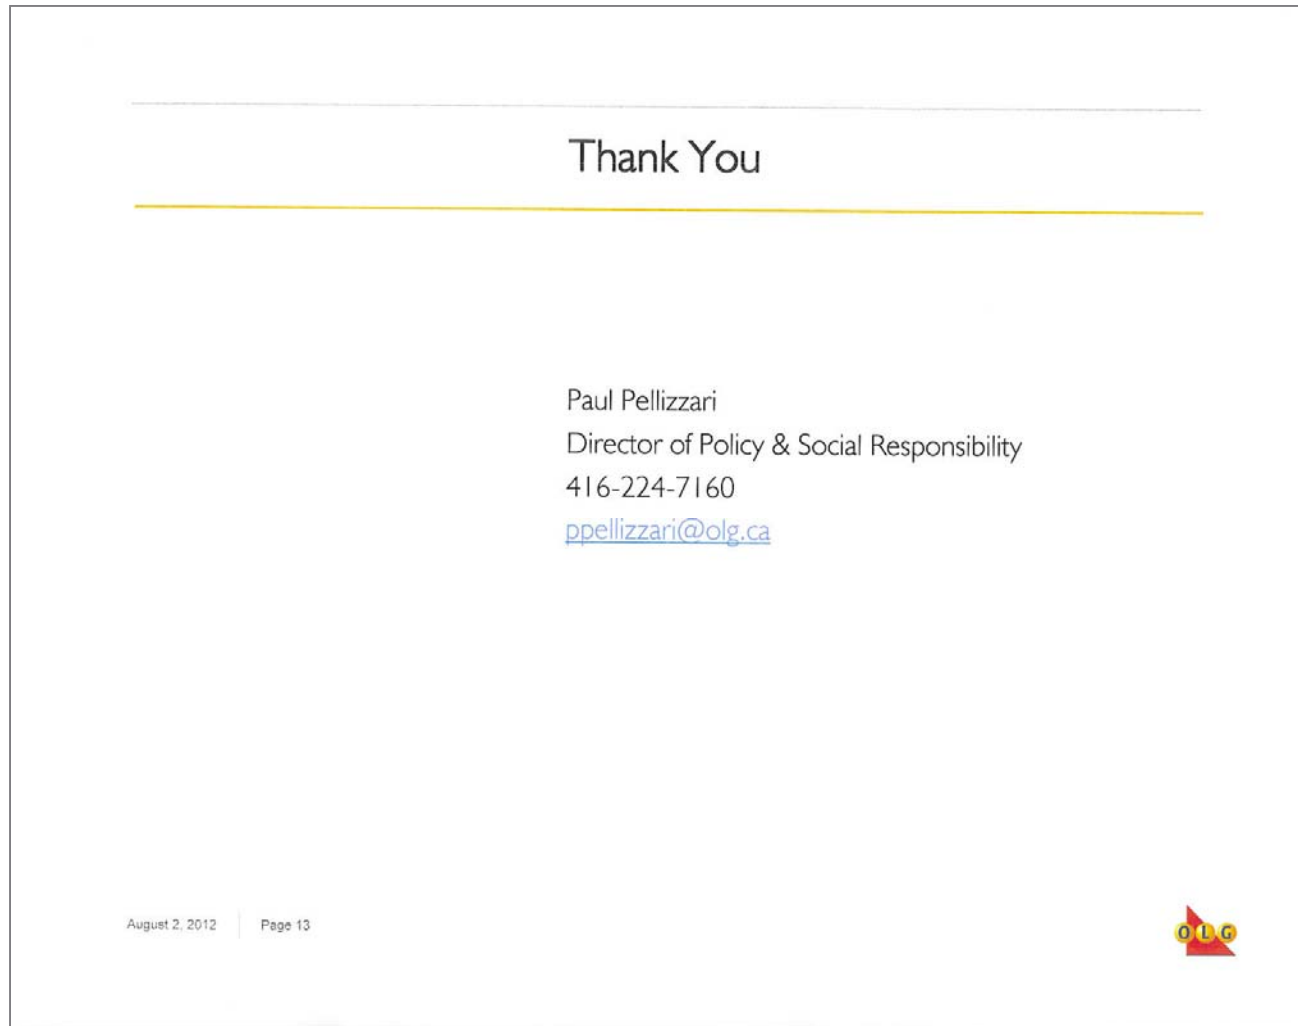 Thank You
Paul Pellizzari
Director of Policy & Social Responsibility
416-224-7160
ppellizzari@olg.ca
August 2, 2012 Page 13
OLG